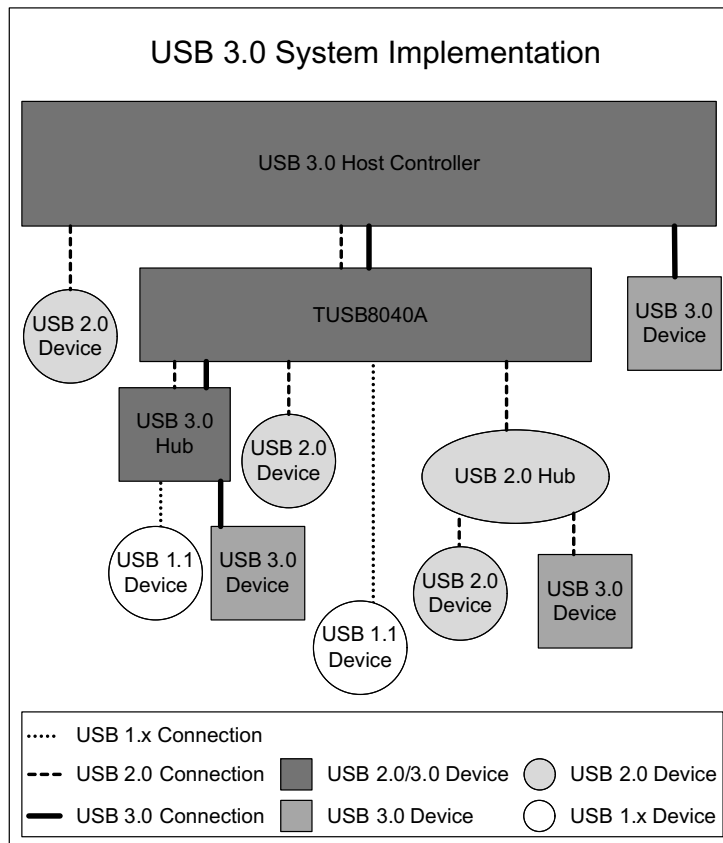 USB 3.0 System Implementation
USB 3.0 Host Controller
USB 2.0
Device
TUSB8040A
USB 3.0
Device
USB 3.0
Hub
USB 2.0
Device
USB 2.0 Hub
USB 1.1
Device
USB 3.0
Device
USB 1.1
Device
USB 2.0
Device
USB 3.0
Device
USB 1.x Connection
USB 2.0 Connection
USB 2.0/3.0 Device
USB 2.0 Device
USB 3.0 Connection
USB 3.0 Device
USB 1.x Device